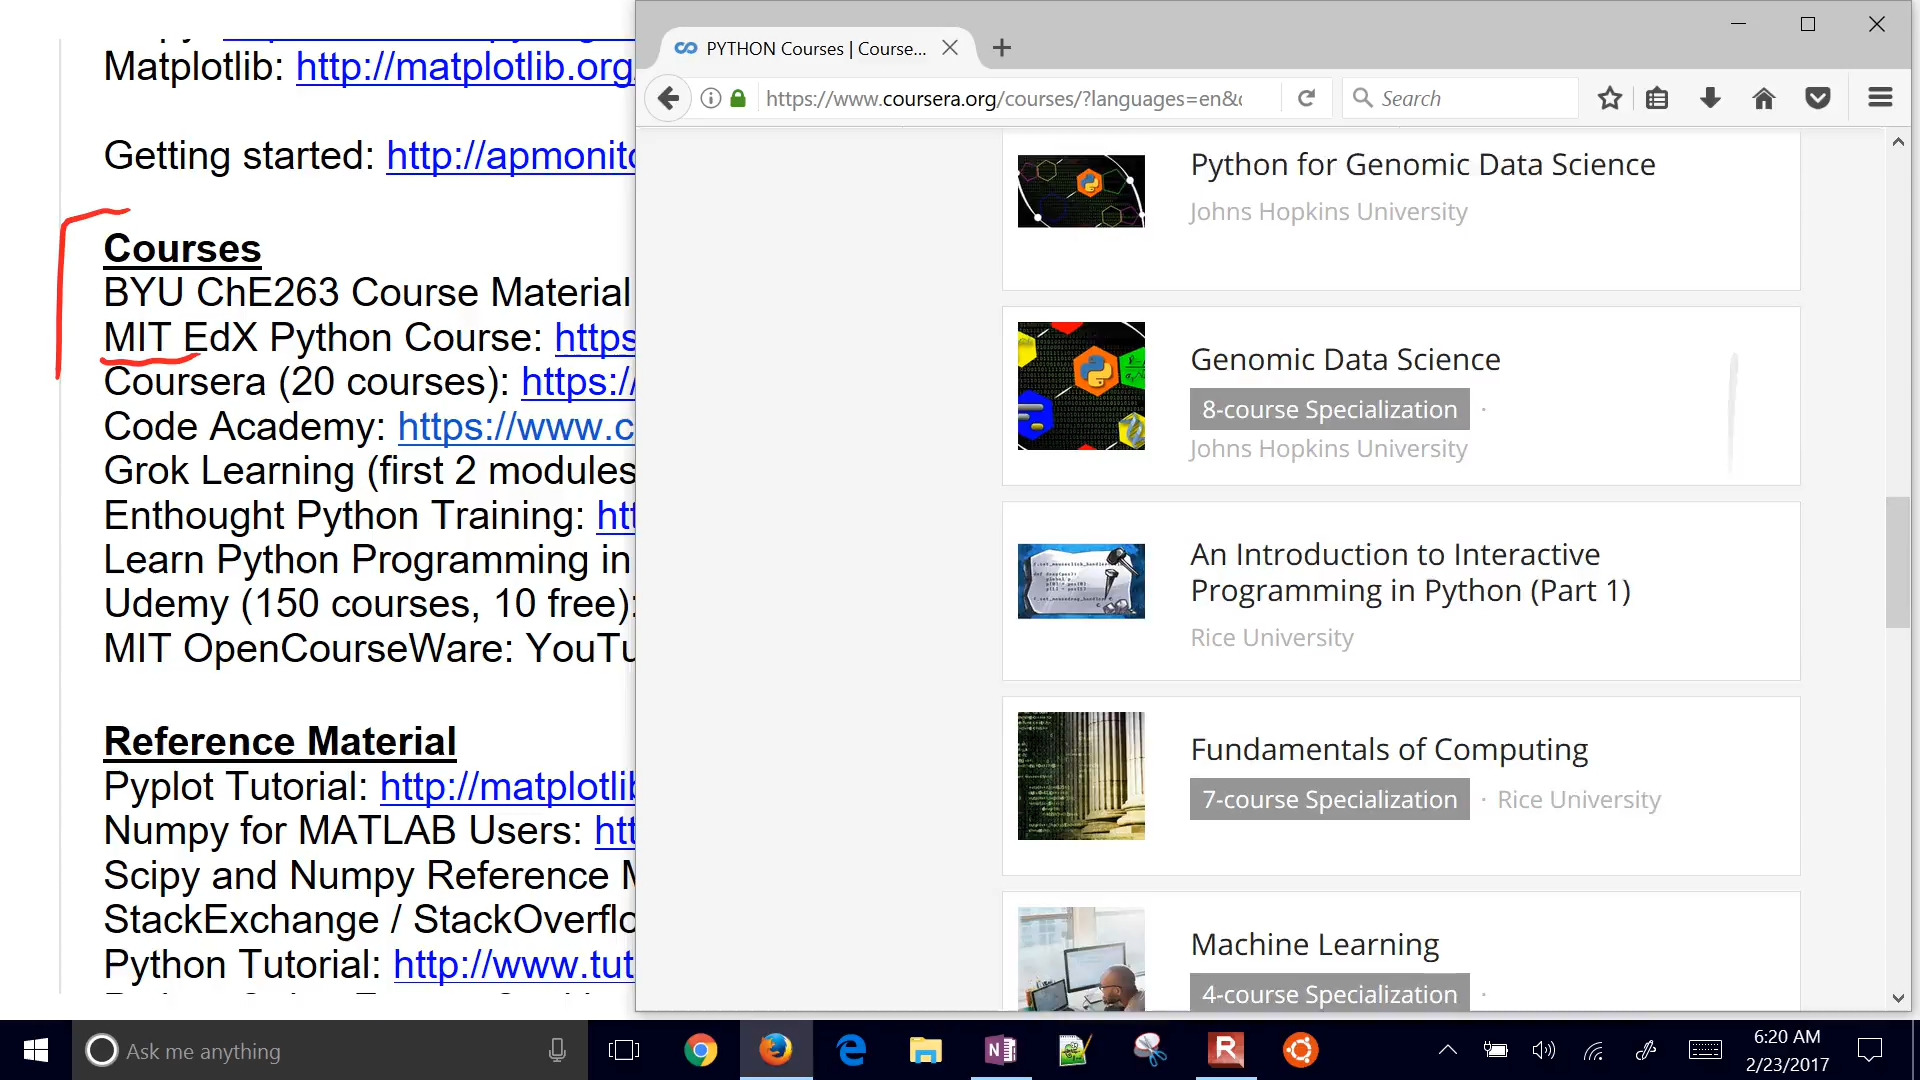 Matplotlib: http://matplotlib.org
Getting started: http://apmonito
Courses
BYU ChE263 Course Material
MIT EdX Python Course: https
Coursera (20 courses): https:/
Code Academy: https://www.c
Grok Learning (first 2 modules
Enthought Python Training: htt
Learn Python Programming in
Udemy (150 courses, 10 free):
MIT OpenCourseWare: YouTu
Reference Material
Pyplot Tutorial: http://matplotlib
Numpy for MATLAB Users: htt
Scipy and Numpy Reference M
StackExchange / StackOverflo
Python Tutorial: http://www.tut
PYTHON Courses | Course...
https://www.coursera.org/courses/?languages=en&c
Search
Python for Genomic Data Science
Johns Hopkins University
Genomic Data Science
8-course Specialization ·
Johns Hopkins University
An Introduction to Interactive
Programming in Python (Part 1)
Rice University
Fundamentals of Computing
7-course Specialization · Rice University
Machine Learning
4-course Specialization ·
Ask me anything
6:20 AM
2/23/2017